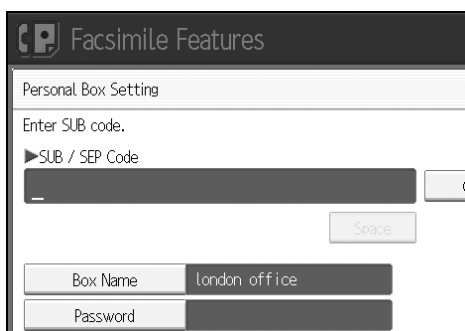 Facsimile Features
Personal Box Setting
Enter SUB code.
▶SUB / SEP Code
_
Space
Box Name london office
Password